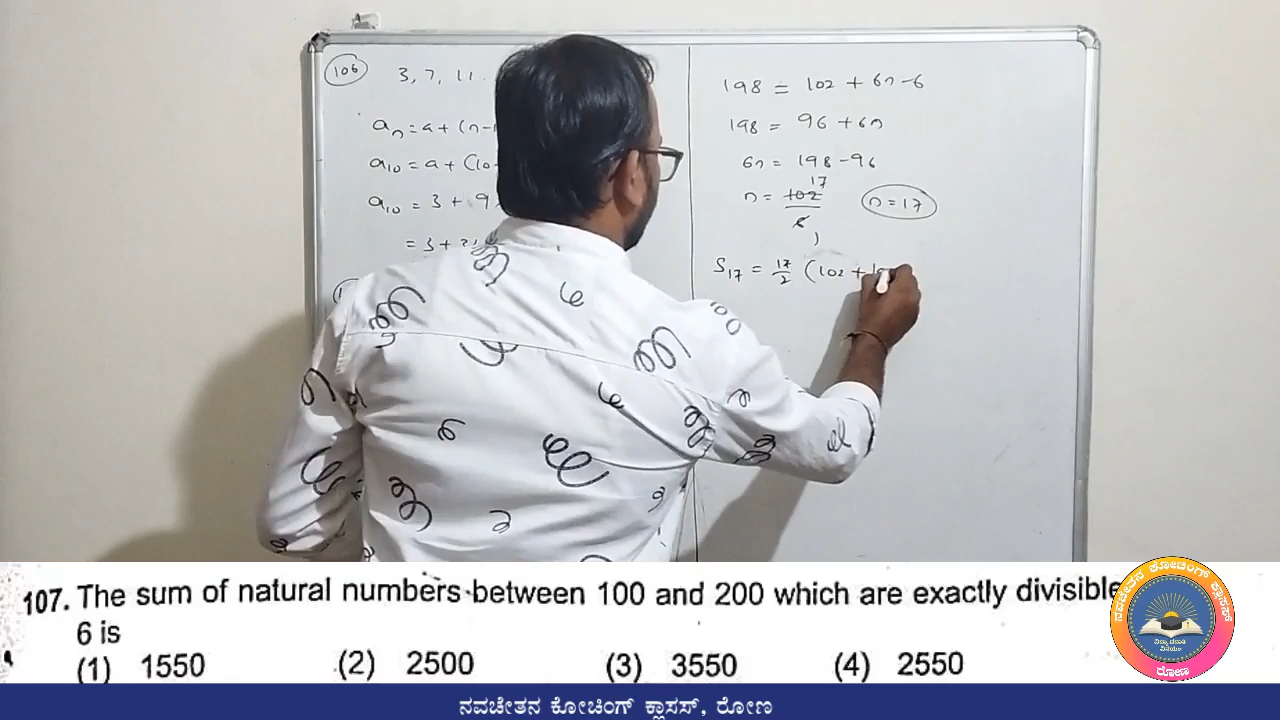 106
3, 7, 11
an = a + (n-1
a10 = a + (10-
a10 = 3 + 9
= 3 +
198 = 102 + 6n - 6
198 = 96 + 6n
6n = 198 - 96
17
n = 102
6
n = 17
S17 = 17/2 (102 +
107. The sum of natural numbers between 100 and 200 which are exactly divisible
6 is
(1) 1550 (2) 2500 (3) 3550 (4) 2550
ನವಚೇತನ ಕೋಚಿಂಗ್ ಕ್ಲಾಸಸ್
ರೋಣ
ನವಚೇತನ ಕೋಚಿಂಗ್ ಕ್ಲಾಸಸ್, ರೋಣ